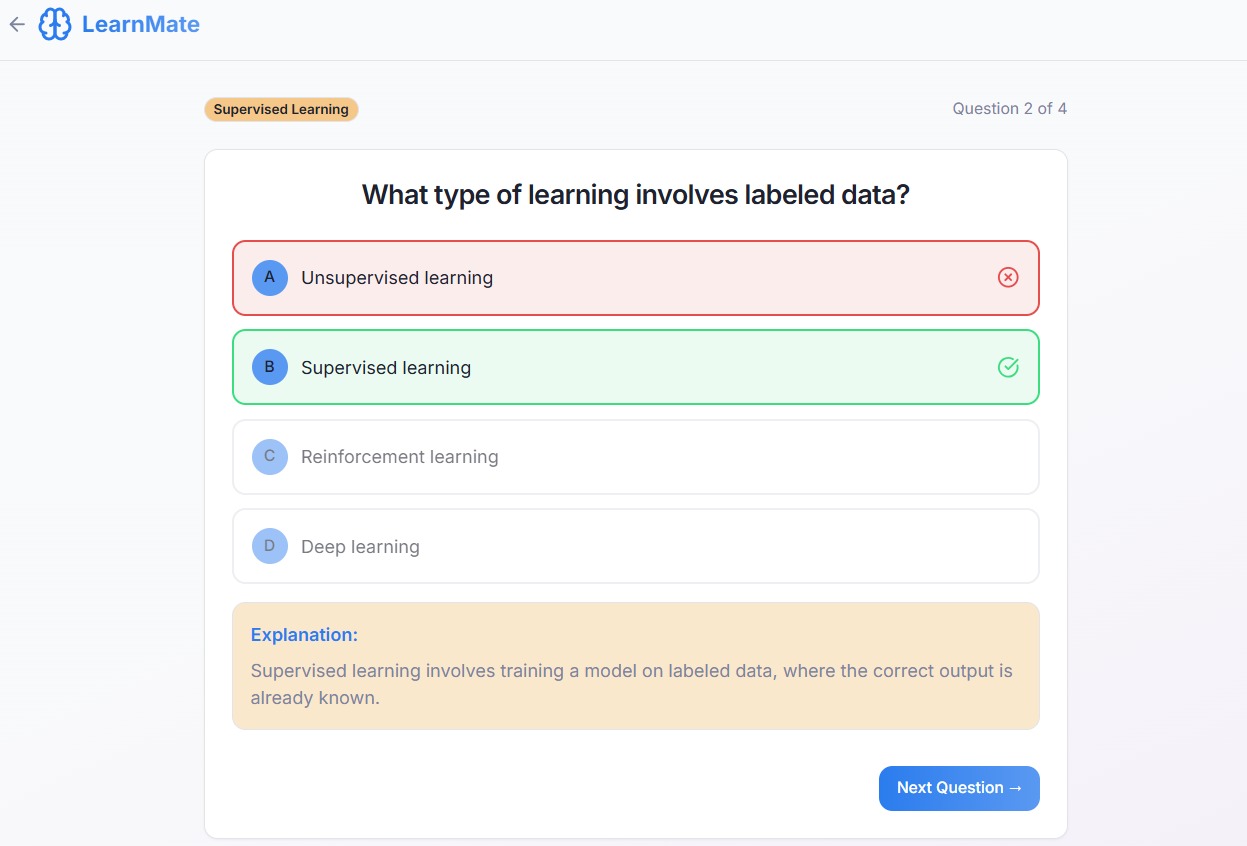 ← LearnMate
Supervised Learning
Question 2 of 4
What type of learning involves labeled data?
A Unsupervised learning
B Supervised learning
C Reinforcement learning
D Deep learning
Explanation:
Supervised learning involves training a model on labeled data, where the correct output is
already known.
Next Question →